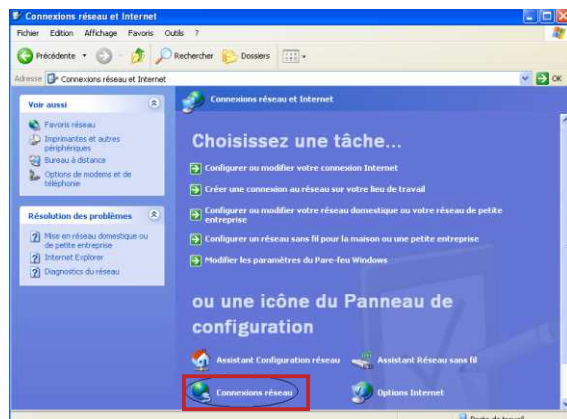 Connexions réseau et Internet
Fichier Edition Affichage Favoris Outils ?
Précédente Rechercher Dossiers
Adresse Connexions réseau et Internet OK
Voir aussi
Favoris réseau
Imprimantes et autres
périphériques
Bureau à distance
Options de modems et de
téléphonie
Résolution des problèmes
Mise en réseau domestique ou
de petite entreprise
Internet Explorer
Diagnostics du réseau
Connexions réseau et Internet
Choisissez une tâche...
Configurer ou modifier votre connexion Internet
Créer une connexion au réseau sur votre lieu de travail
Configurer ou modifier votre réseau domestique ou votre réseau de petite
entreprise
Configurer un réseau sans fil pour la maison ou une petite entreprise
Modifier les paramètres du Pare-feu Windows
ou une icône du Panneau de
configuration
Assistant Configuration réseau Assistant Réseau sans fil
Connexions réseau Options Internet